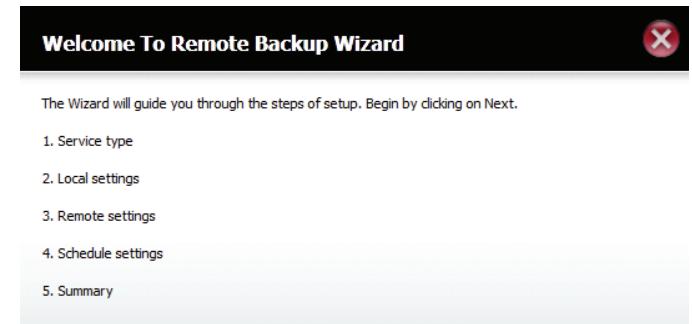 Welcome To Remote Backup Wizard
The Wizard will guide you through the steps of setup. Begin by clicking on Next.
1. Service type
2. Local settings
3. Remote settings
4. Schedule settings
5. Summary